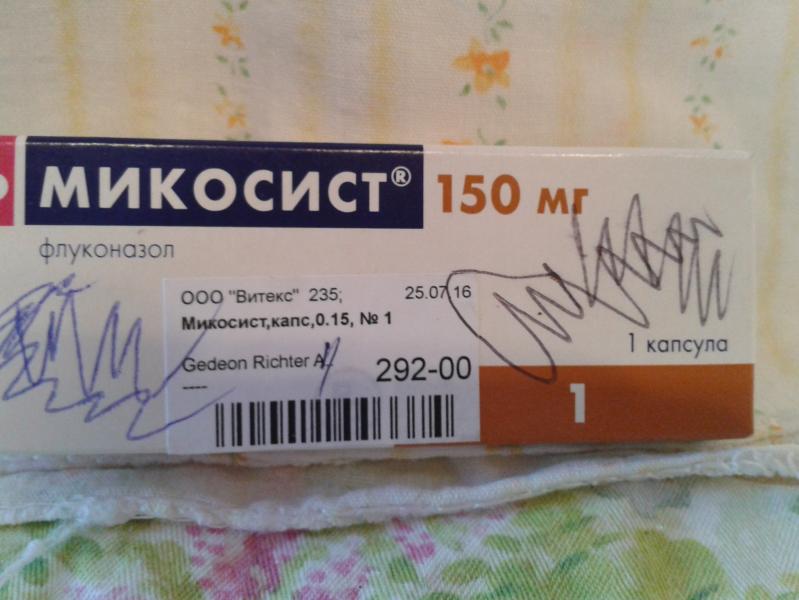 МИКОСИСТ® 150 мг
флуконазол
ООО "Витекс" 235; 25.07.16
Микосист,капс,0.15, № 1
Gedeon Richter А.
292-00
----
1 капсула
1